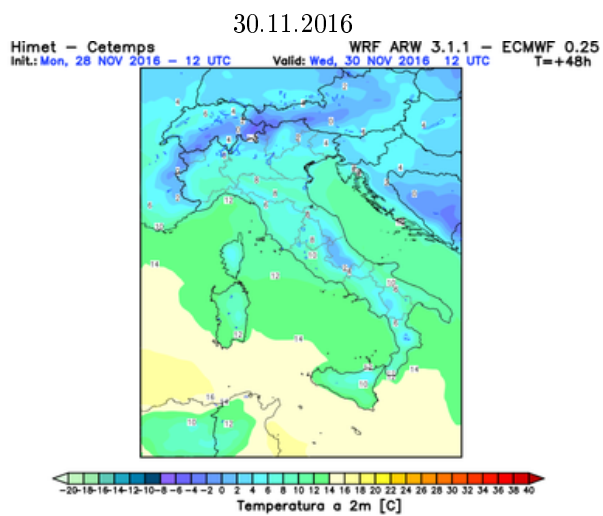 30.11.2016
Himet - Cetemps WRF ARW 3.1.1 - ECMWF 0.25
Init.: Mon, 28 NOV 2016 - 12 UTC Valid: Wed, 30 NOV 2016 12 UTC T=+48h
-20-18-16-14-12-10-8 -6 -4 -2 0 2 4 6 8 10 12 14 16 18 20 22 24 26 28 30 32 34 36 38 40
Temperatura a 2m [C]